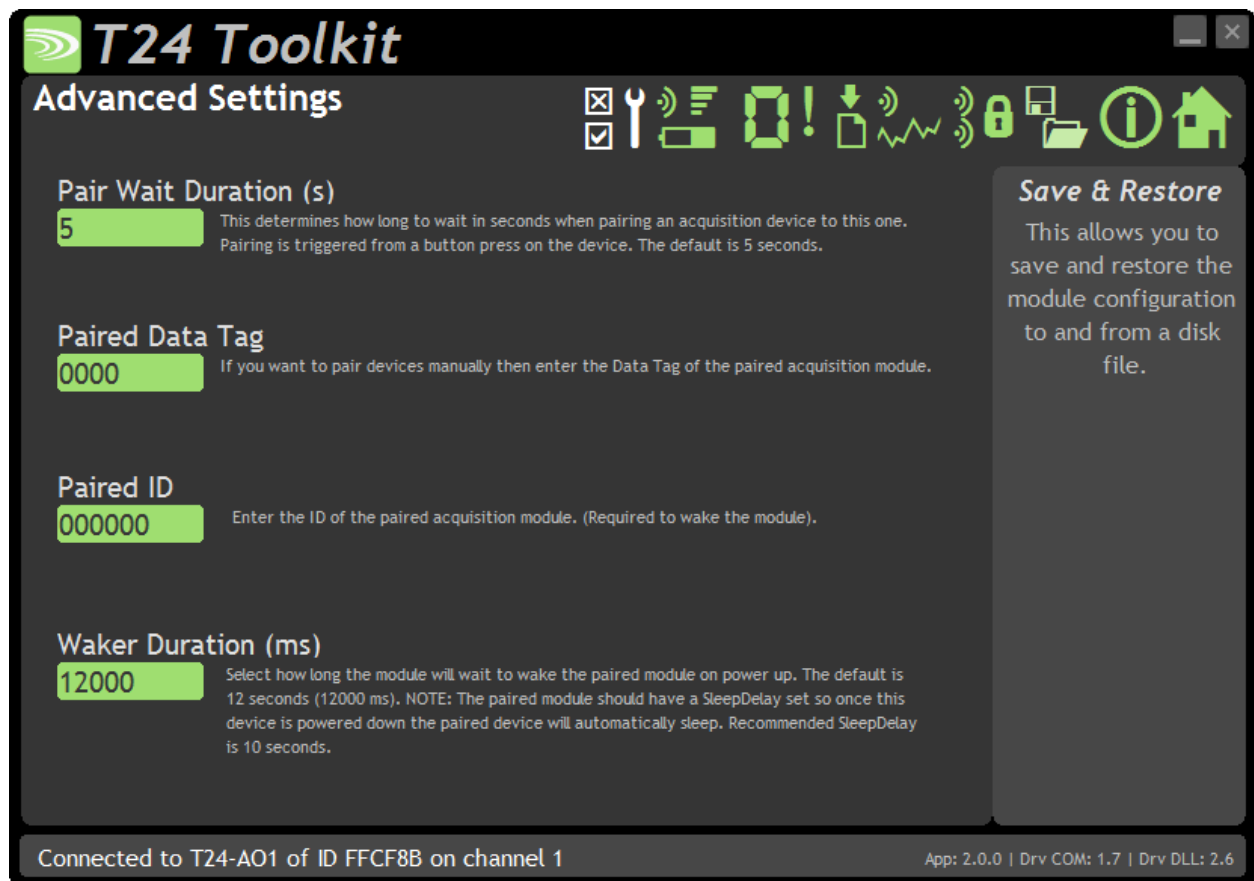 T24 Toolkit
Advanced Settings
Pair Wait Duration (s)
5
This determines how long to wait in seconds when pairing an acquisition device to this one.
Pairing is triggered from a button press on the device. The default is 5 seconds.
Paired Data Tag
0000
If you want to pair devices manually then enter the Data Tag of the paired acquisition module.
Paired ID
000000
Enter the ID of the paired acquisition module. (Required to wake the module).
Waker Duration (ms)
12000
Select how long the module will wait to wake the paired module on power up. The default is
12 seconds (12000 ms). NOTE: The paired module should have a SleepDelay set so once this
device is powered down the paired device will automatically sleep. Recommended SleepDelay
is 10 seconds.
Save & Restore
This allows you to
save and restore the
module configuration
to and from a disk
file.
Connected to T24-AO1 of ID FFCF8B on channel 1
App: 2.0.0 | Drv COM: 1.7 | Drv DLL: 2.6